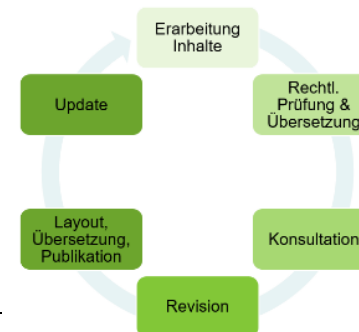 Erarbeitung
Inhalte
Rechtl.
Prüfung &
Übersetzung
Konsultation
Revision
Layout,
Übersetzung,
Publikation
Update